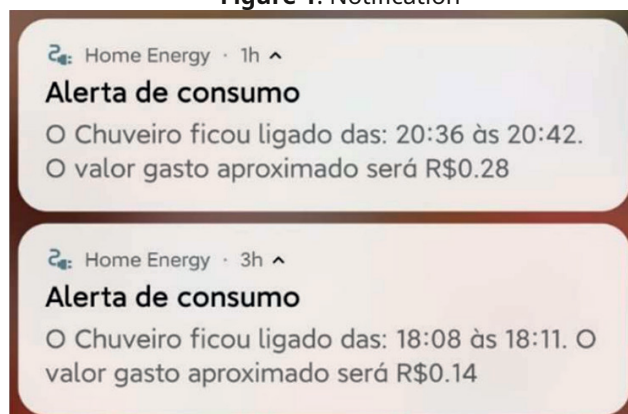 Figure 1. Notification
Home Energy · 1h
Alerta de consumo
O Chuveiro ficou ligado das: 20:36 às 20:42.
O valor gasto aproximado será R$0.28
Home Energy · 3h
Alerta de consumo
O Chuveiro ficou ligado das: 18:08 às 18:11. O
valor gasto aproximado será R$0.14